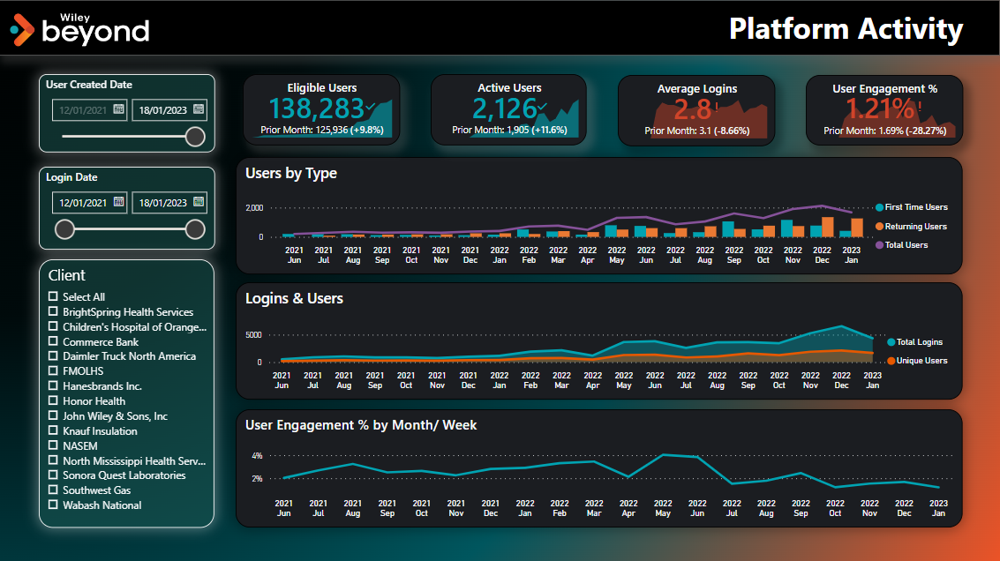 Wiley
beyond
Platform Activity
User Created Date
12/01/2021 18/01/2023
Login Date
12/01/2021 18/01/2023
Client
Select All
BrightSpring Health Services
Children's Hospital of Orange...
Commerce Bank
Daimler Truck North America
FMOLHS
Hanesbrands Inc.
Honor Health
John Wiley & Sons, Inc
Knauf Insulation
NASEM
North Mississippi Health Serv...
Sonora Quest Laboratories
Southwest Gas
Wabash National
Eligible Users
138,283
Prior Month: 125,936 (+9.8%)
Active Users
2,126
Prior Month: 1,905 (+11.6%)
Average Logins
2.8!
Prior Month: 3.1 (-8.66%)
User Engagement %
1.21%!
Prior Month: 1.69% (-28.27%)
Users by Type
2,000
0
2021 2021 2021 2021 2021 2021 2021 2022 2022 2022 2022 2022 2022 2022 2022 2022 2022 2022 2022 2023
Jun Jul Aug Sep Oct Nov Dec Jan Feb Mar Apr May Jun Jul Aug Sep Oct Nov Dec Jan
First Time Users
Returning Users
Total Users
Logins & Users
5000
0
2021 2021 2021 2021 2021 2021 2021 2022 2022 2022 2022 2022 2022 2022 2022 2022 2022 2022 2022 2023
Jun Jul Aug Sep Oct Nov Dec Jan Feb Mar Apr May Jun Jul Aug Sep Oct Nov Dec Jan
Total Logins
Unique Users
User Engagement % by Month/ Week
4%
2%
2021 2021 2021 2021 2021 2021 2021 2022 2022 2022 2022 2022 2022 2022 2022 2022 2022 2022 2022 2023
Jun Jul Aug Sep Oct Nov Dec Jan Feb Mar Apr May Jun Jul Aug Sep Oct Nov Dec Jan